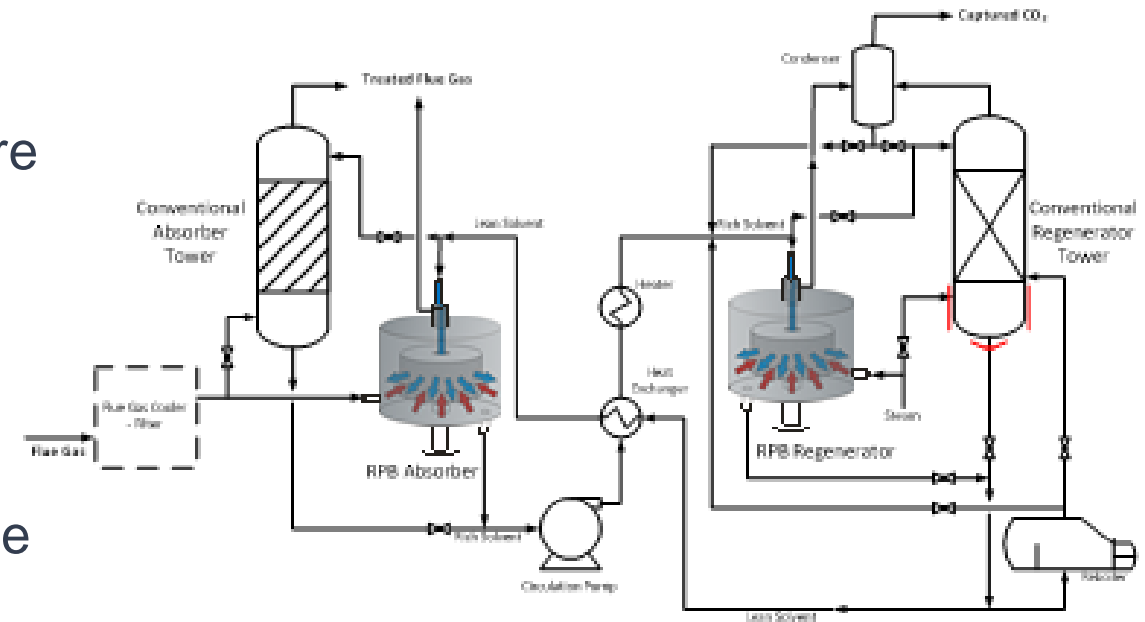 Captured CO₂
Condenser
Treated Flue Gas
re
Conventional
Absorber
Tower
Lean Solvent
Rich Solvent
Conventional
Regenerator
Tower
Heater
Heat
Exchanger
Flue Gas Cooler
- Filter
Flue Gas
Steam
RPB Absorber
RPB Regenerator
e
Rich Solvent
Circulation Pump
Reboiler
Lean Solvent